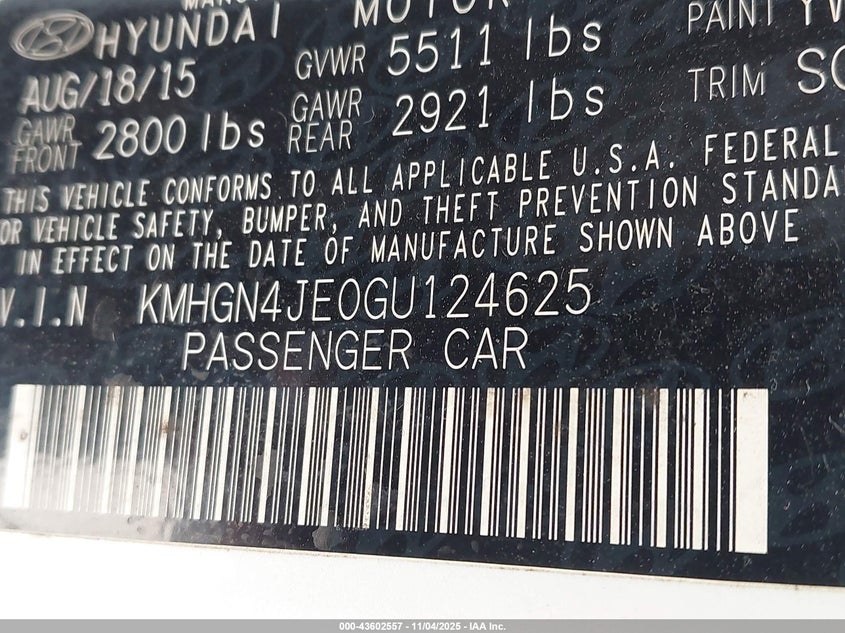 HYUNDAI MOTOR
PAINT YV
AUG/18/15 GVWR 5511 lbs
TRIM
GAWR FRONT 2800 lbs GAWR REAR 2921 lbs
THIS VEHICLE CONFORMS TO ALL APPLICABLE U.S.A. FEDERAL
OR VEHICLE SAFETY, BUMPER, AND THEFT PREVENTION STANDA
IN EFFECT ON THE DATE OF MANUFACTURE SHOWN ABOVE
V.I.N KMHGN4JE0GU124625
PASSENGER CAR
000-43602557 - 11/04/2025 - IAA Inc.